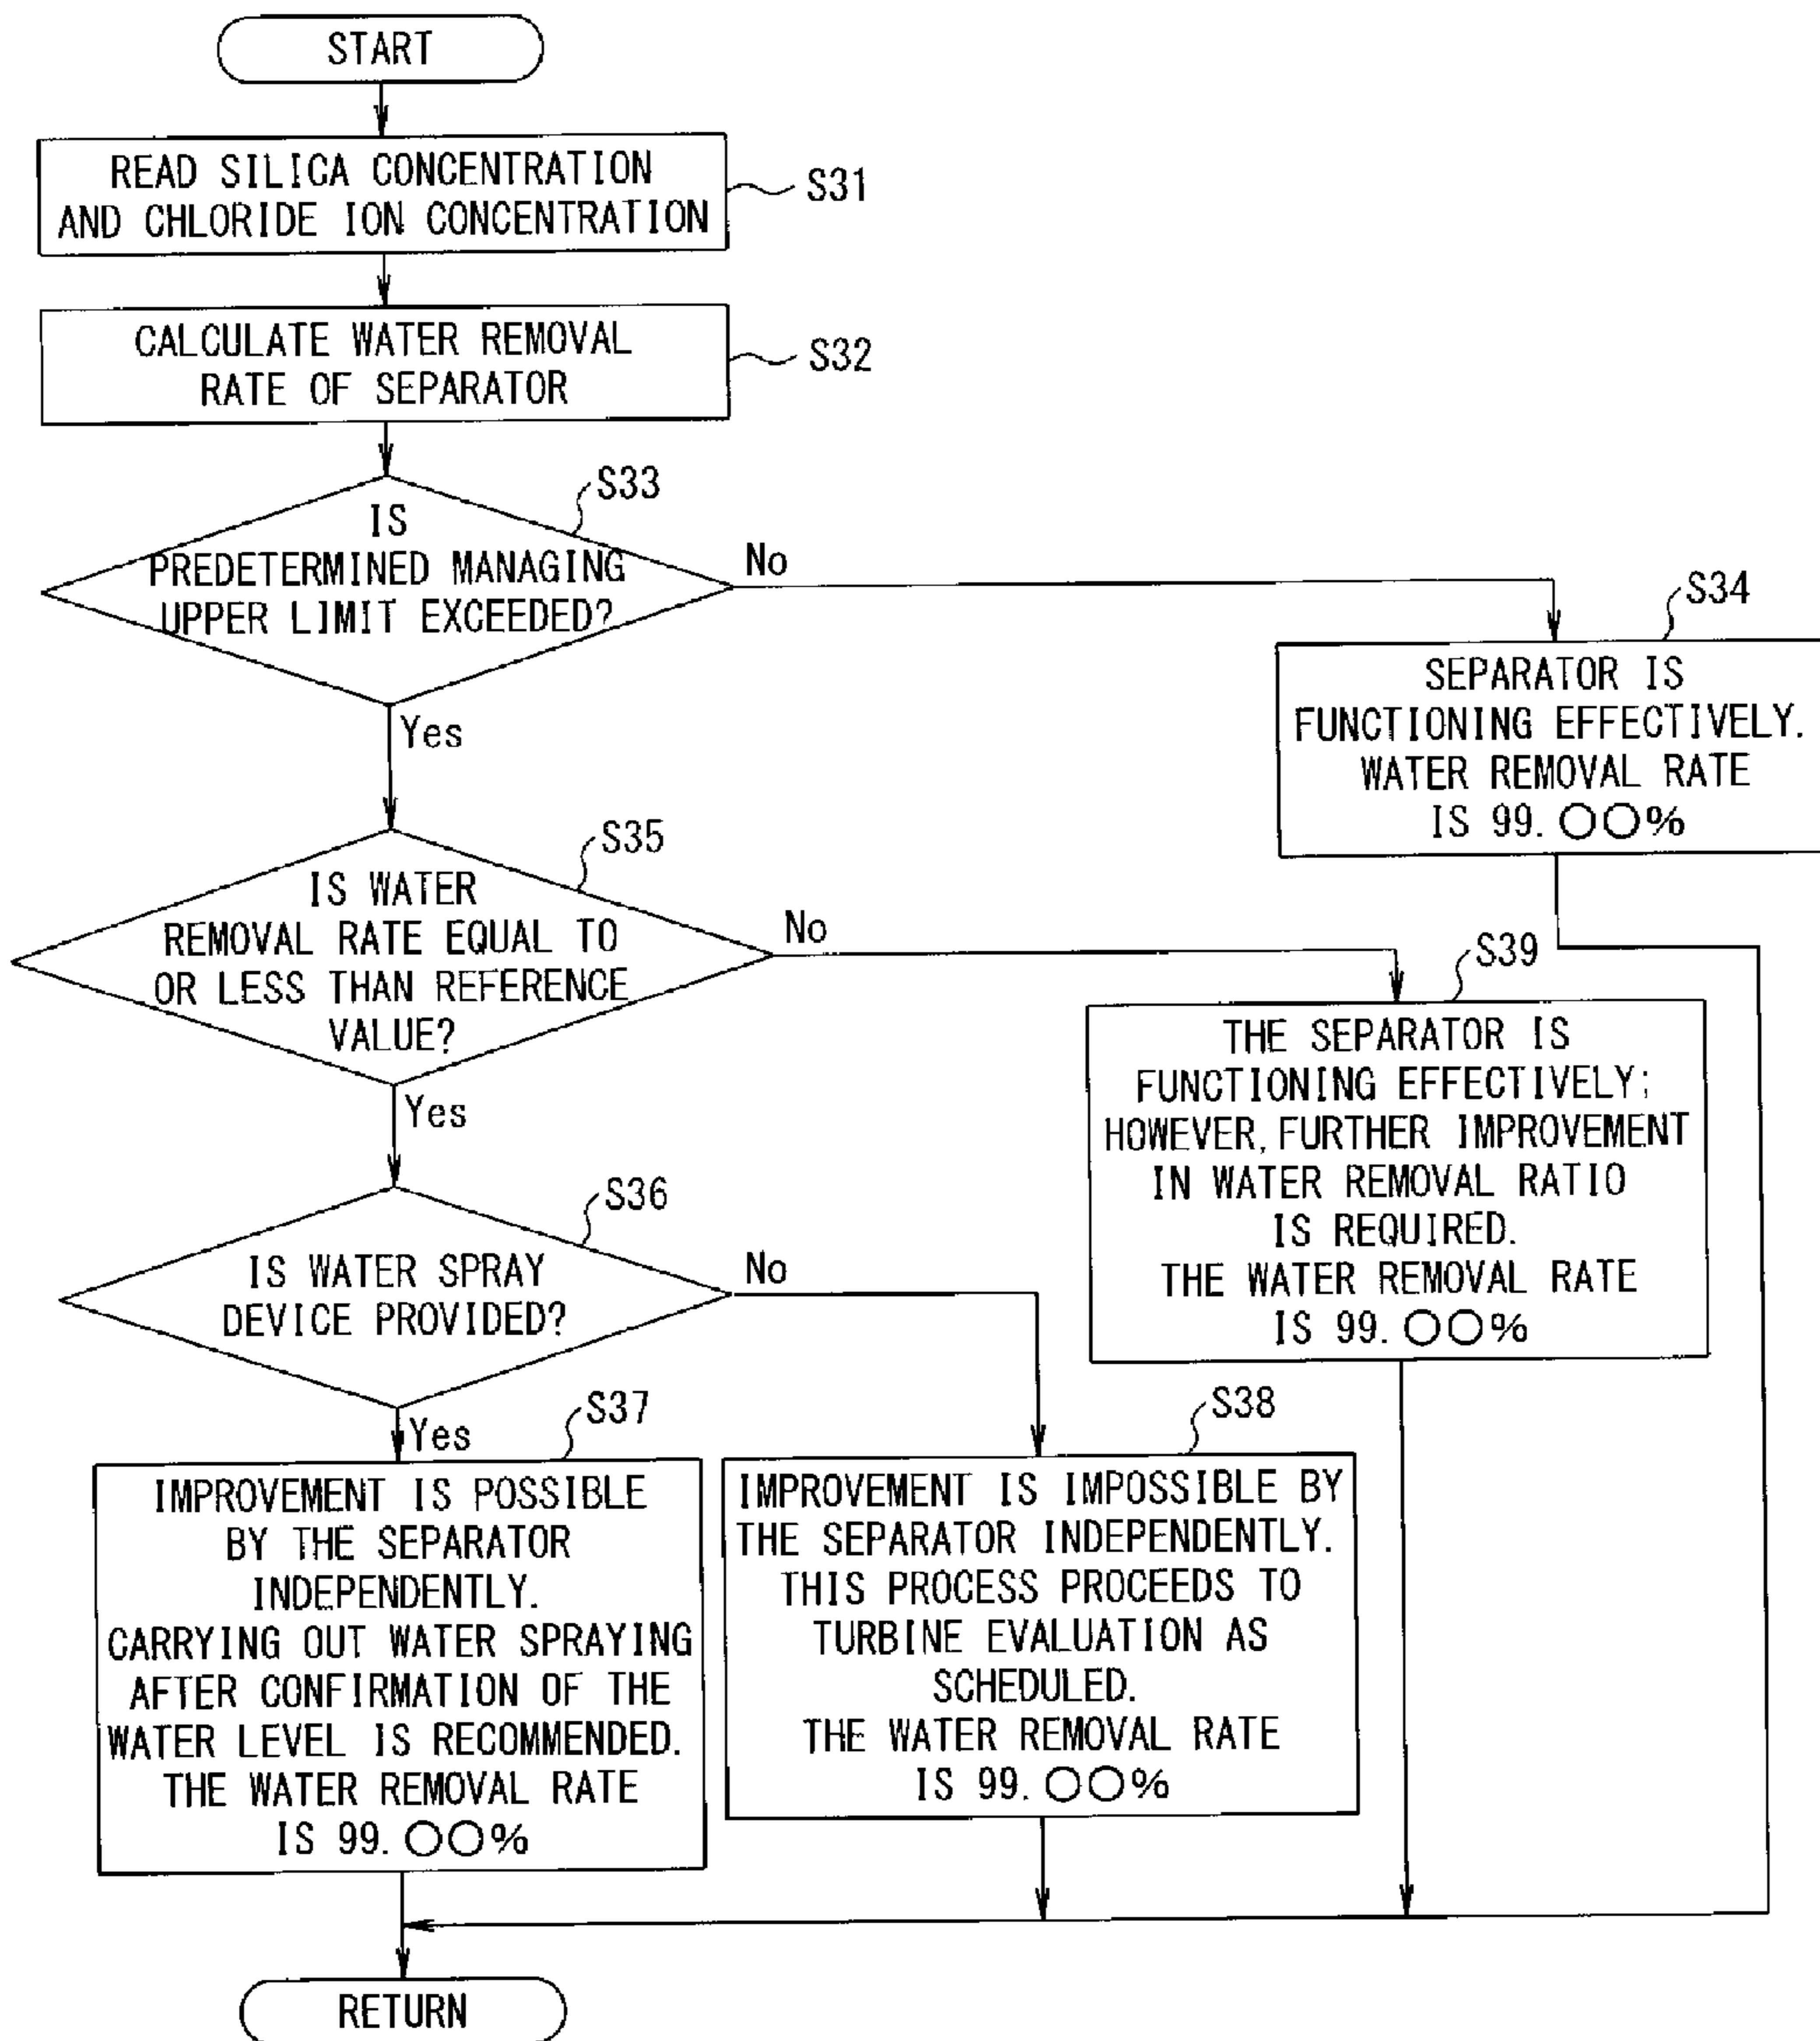 START
READ SILICA CONCENTRATION
AND CHLORIDE ION CONCENTRATION
S31
CALCULATE WATER REMOVAL
RATE OF SEPARATOR
S32
S33
IS
PREDETERMINED MANAGING
UPPER LIMIT EXCEEDED?
No
Yes
S34
SEPARATOR IS
FUNCTIONING EFFECTIVELY.
WATER REMOVAL RATE
IS 99.○○%
S35
IS WATER
REMOVAL RATE EQUAL TO
OR LESS THAN REFERENCE
VALUE?
No
Yes
S39
THE SEPARATOR IS
FUNCTIONING EFFECTIVELY;
HOWEVER, FURTHER IMPROVEMENT
IN WATER REMOVAL RATIO
IS REQUIRED.
THE WATER REMOVAL RATE
IS 99.○○%
S36
IS WATER SPRAY
DEVICE PROVIDED?
No
Yes
S37
IMPROVEMENT IS POSSIBLE
BY THE SEPARATOR
INDEPENDENTLY.
CARRYING OUT WATER SPRAYING
AFTER CONFIRMATION OF THE
WATER LEVEL IS RECOMMENDED.
THE WATER REMOVAL RATE
IS 99.○○%
S38
IMPROVEMENT IS IMPOSSIBLE BY
THE SEPARATOR INDEPENDENTLY.
THIS PROCESS PROCEEDS TO
TURBINE EVALUATION AS
SCHEDULED.
THE WATER REMOVAL RATE
IS 99.○○%
RETURN